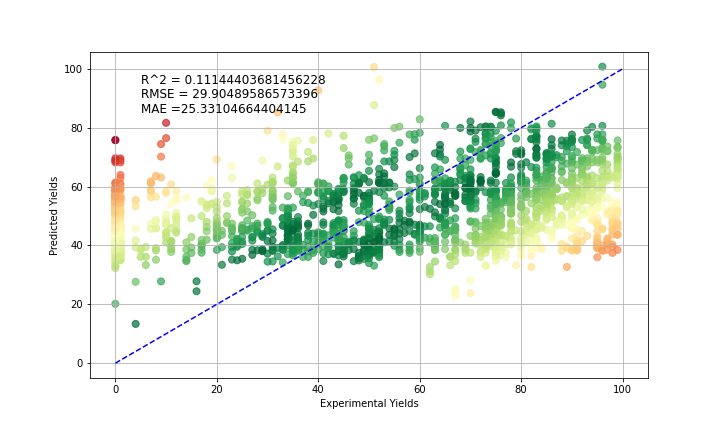 R^2 = 0.11144403681456228
RMSE = 29.90489586573396
MAE =25.33104664404145
100
80
60
40
20
0
Predicted Yields
0 20 40 60 80 100
Experimental Yields